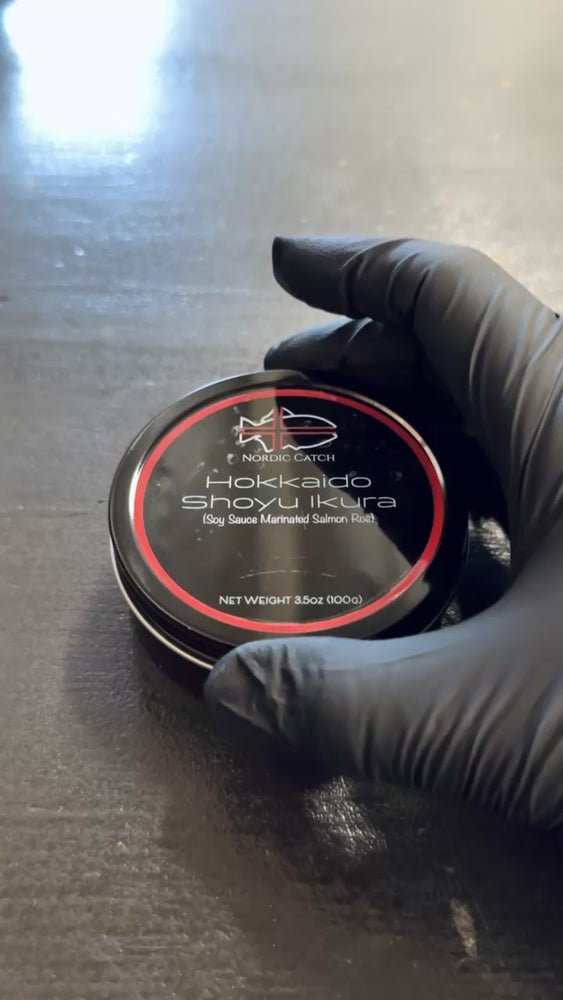 Nordic Catch
Hokkaido
Shoyu Ikura
(Soy Sauce Marinated Salmon Roe)
Net Weight 3.5oz (100g)